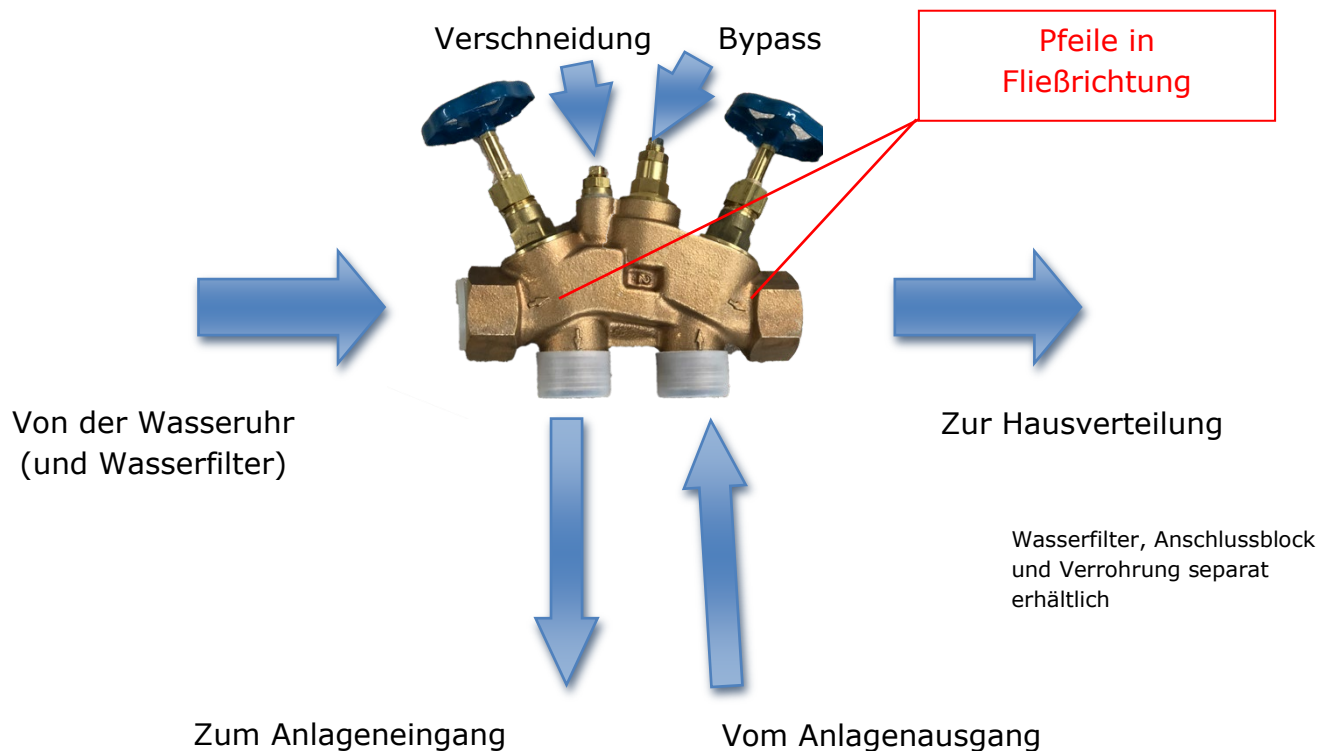 Verschneidung
Bypass
Pfeile in
Fließrichtung
Von der Wasseruhr
(und Wasserfilter)
Zur Hausverteilung
Wasserfilter, Anschlussblock
und Verrohrung separat
erhältlich
Zum Anlageneingang
Vom Anlagenausgang